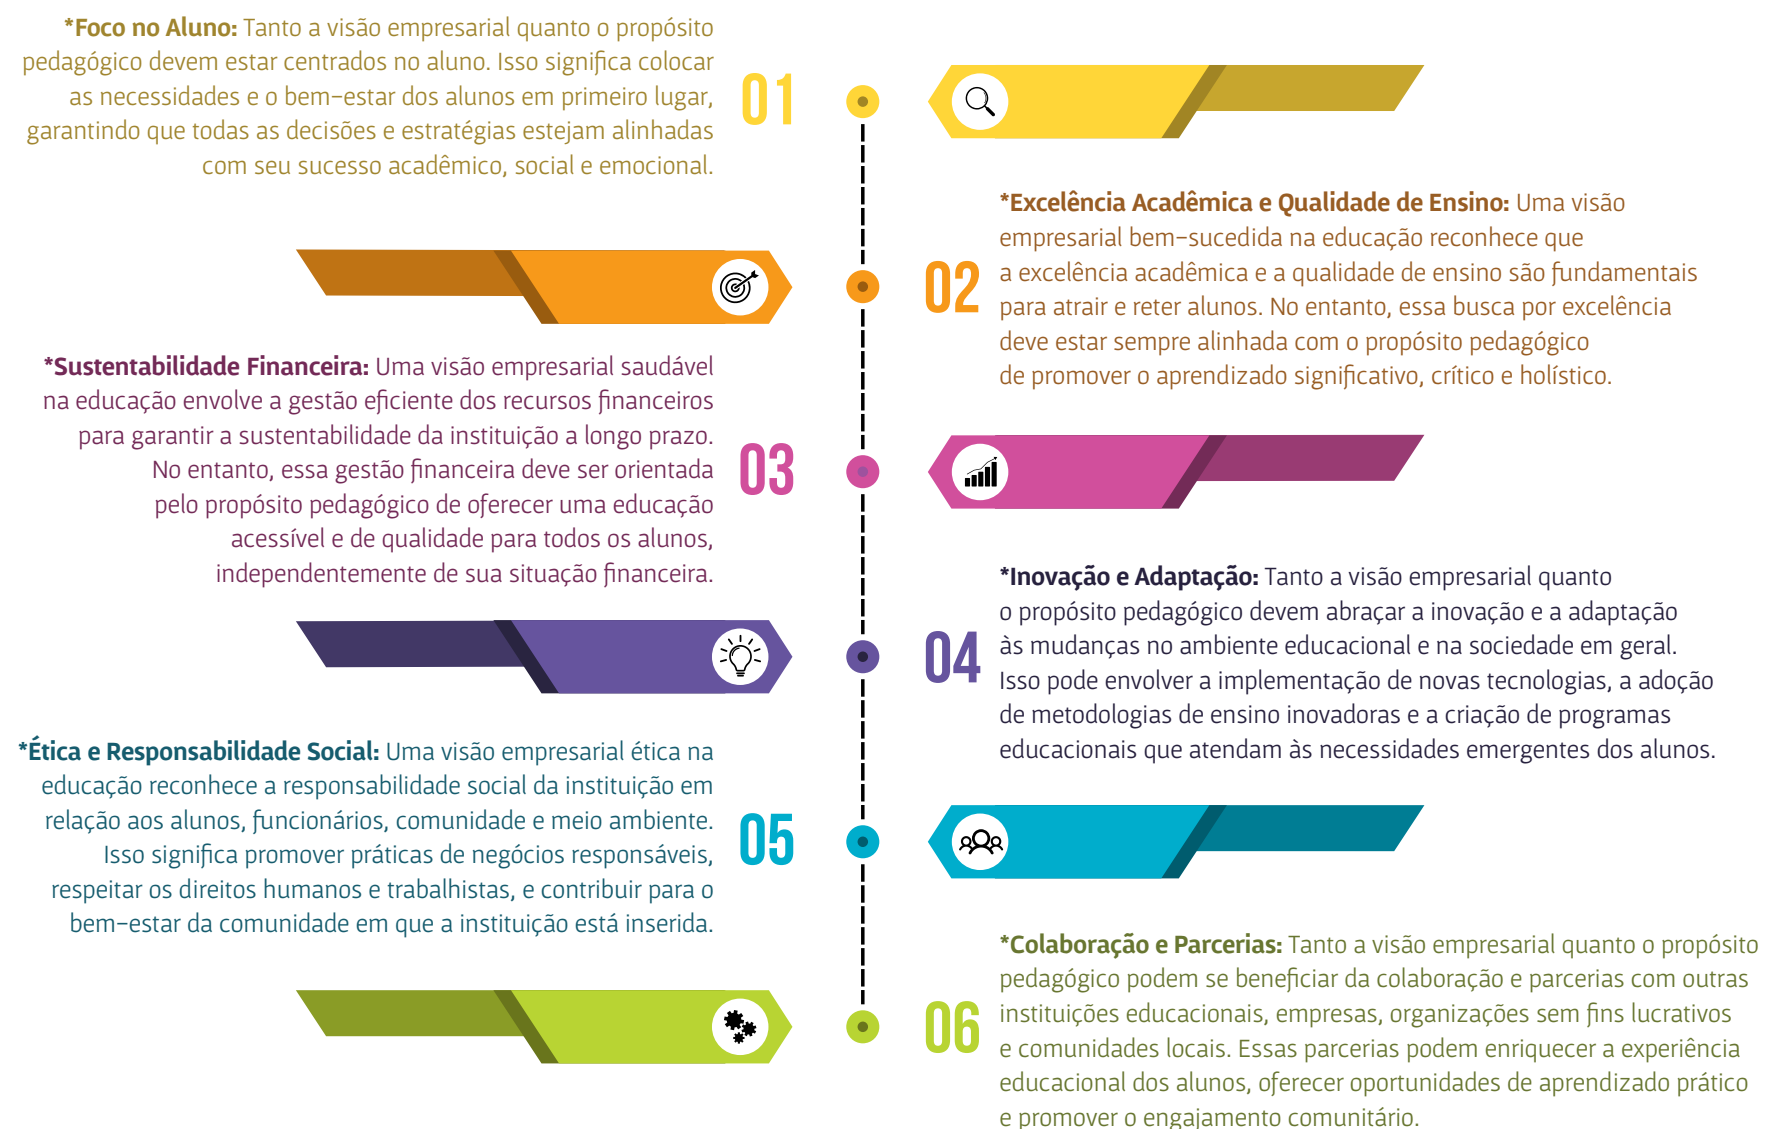 *Foco no Aluno: Tanto a visão empresarial quanto o propósito
pedagógico devem estar centrados no aluno. Isso significa colocar
as necessidades e o bem-estar dos alunos em primeiro lugar,
garantindo que todas as decisões e estratégias estejam alinhadas
com seu sucesso acadêmico, social e emocional.
01
*Excelência Acadêmica e Qualidade de Ensino: Uma visão
empresarial bem-sucedida na educação reconhece que
a excelência acadêmica e a qualidade de ensino são fundamentais
para atrair e reter alunos. No entanto, essa busca por excelência
deve estar sempre alinhada com o propósito pedagógico
de promover o aprendizado significativo, crítico e holístico.
02
*Sustentabilidade Financeira: Uma visão empresarial saudável
na educação envolve a gestão eficiente dos recursos financeiros
para garantir a sustentabilidade da instituição a longo prazo.
No entanto, essa gestão financeira deve ser orientada
pelo propósito pedagógico de oferecer uma educação
acessível e de qualidade para todos os alunos,
independentemente de sua situação financeira.
03
*Inovação e Adaptação: Tanto a visão empresarial quanto
o propósito pedagógico devem abraçar a inovação e a adaptação
às mudanças no ambiente educacional e na sociedade em geral.
Isso pode envolver a implementação de novas tecnologias, a adoção
de metodologias de ensino inovadoras e a criação de programas
educacionais que atendam às necessidades emergentes dos alunos.
04
*Ética e Responsabilidade Social: Uma visão empresarial ética na
educação reconhece a responsabilidade social da instituição em
relação aos alunos, funcionários, comunidade e meio ambiente.
Isso significa promover práticas de negócios responsáveis,
respeitar os direitos humanos e trabalhistas, e contribuir para o
bem-estar da comunidade em que a instituição está inserida.
05
*Colaboração e Parcerias: Tanto a visão empresarial quanto o propósito
pedagógico podem se beneficiar da colaboração e parcerias com outras
instituições educacionais, empresas, organizações sem fins lucrativos
e comunidades locais. Essas parcerias podem enriquecer a experiência
educacional dos alunos, oferecer oportunidades de aprendizado prático
e promover o engajamento comunitário.
06